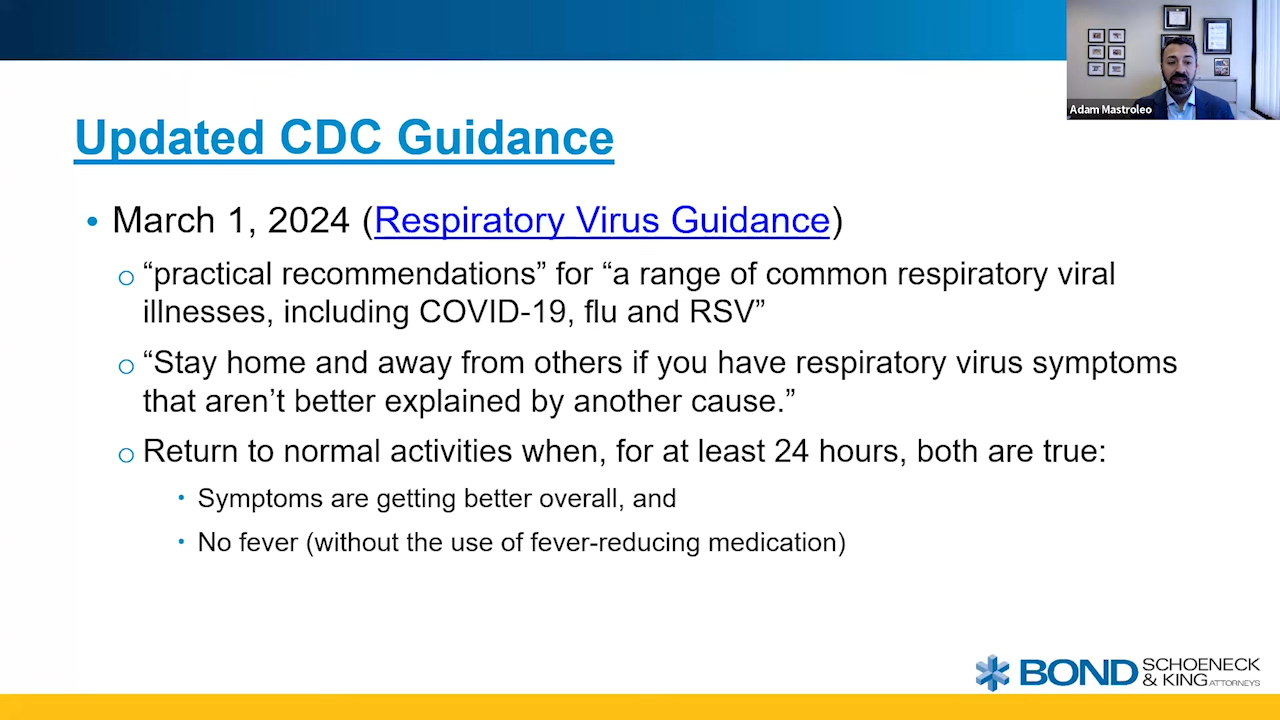 Adam Mastroleo
Updated CDC Guidance
• March 1, 2024 (Respiratory Virus Guidance)
o “practical recommendations” for “a range of common respiratory viral
illnesses, including COVID-19, flu and RSV”
o “Stay home and away from others if you have respiratory virus symptoms
that aren’t better explained by another cause.”
o Return to normal activities when, for at least 24 hours, both are true:
• Symptoms are getting better overall, and
• No fever (without the use of fever-reducing medication)
BOND SCHOENECK
& KING ATTORNEYS